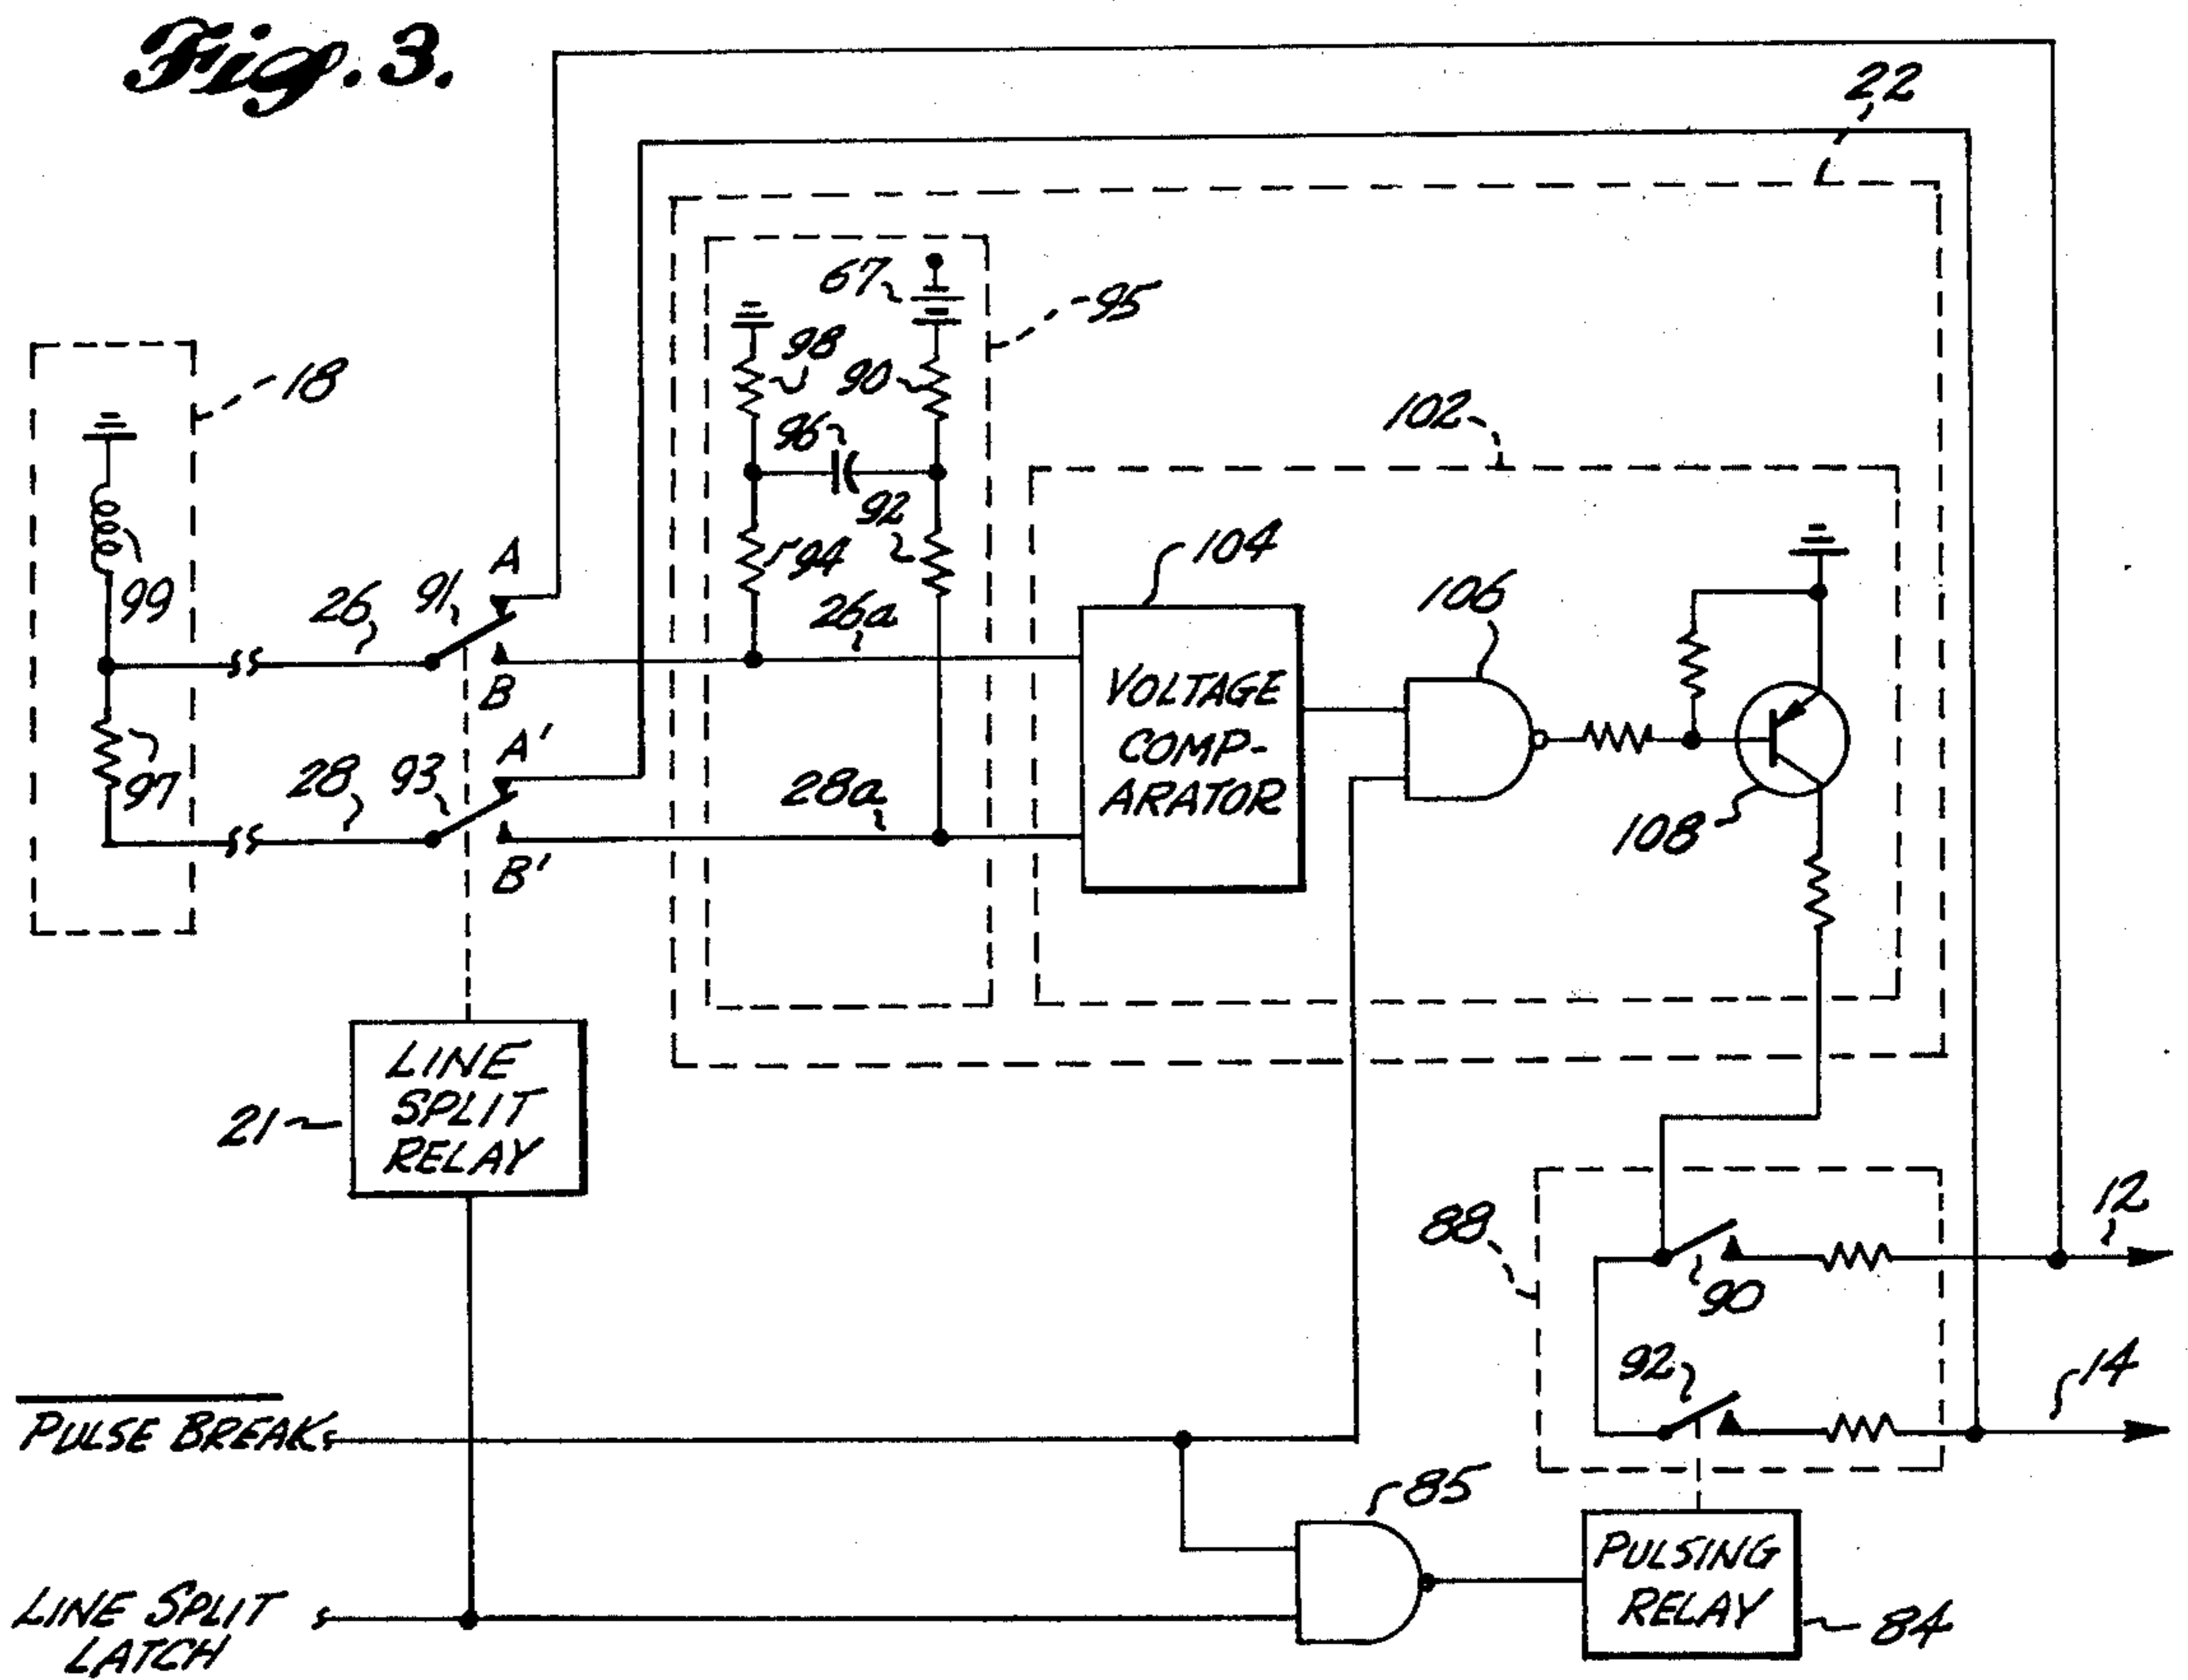 Fig. 3.
22
67
95
98
90
18
96
102
92
A
94
104
99
26
91
26a
106
B
VOLTAGE
COMP-
ARATOR
A'
97
28
93
28a
108
B'
LINE
SPLIT
RELAY
21
12
88
90
92
14
PULSE BREAK
85
PULSING
RELAY
LINE SPLIT
LATCH
84